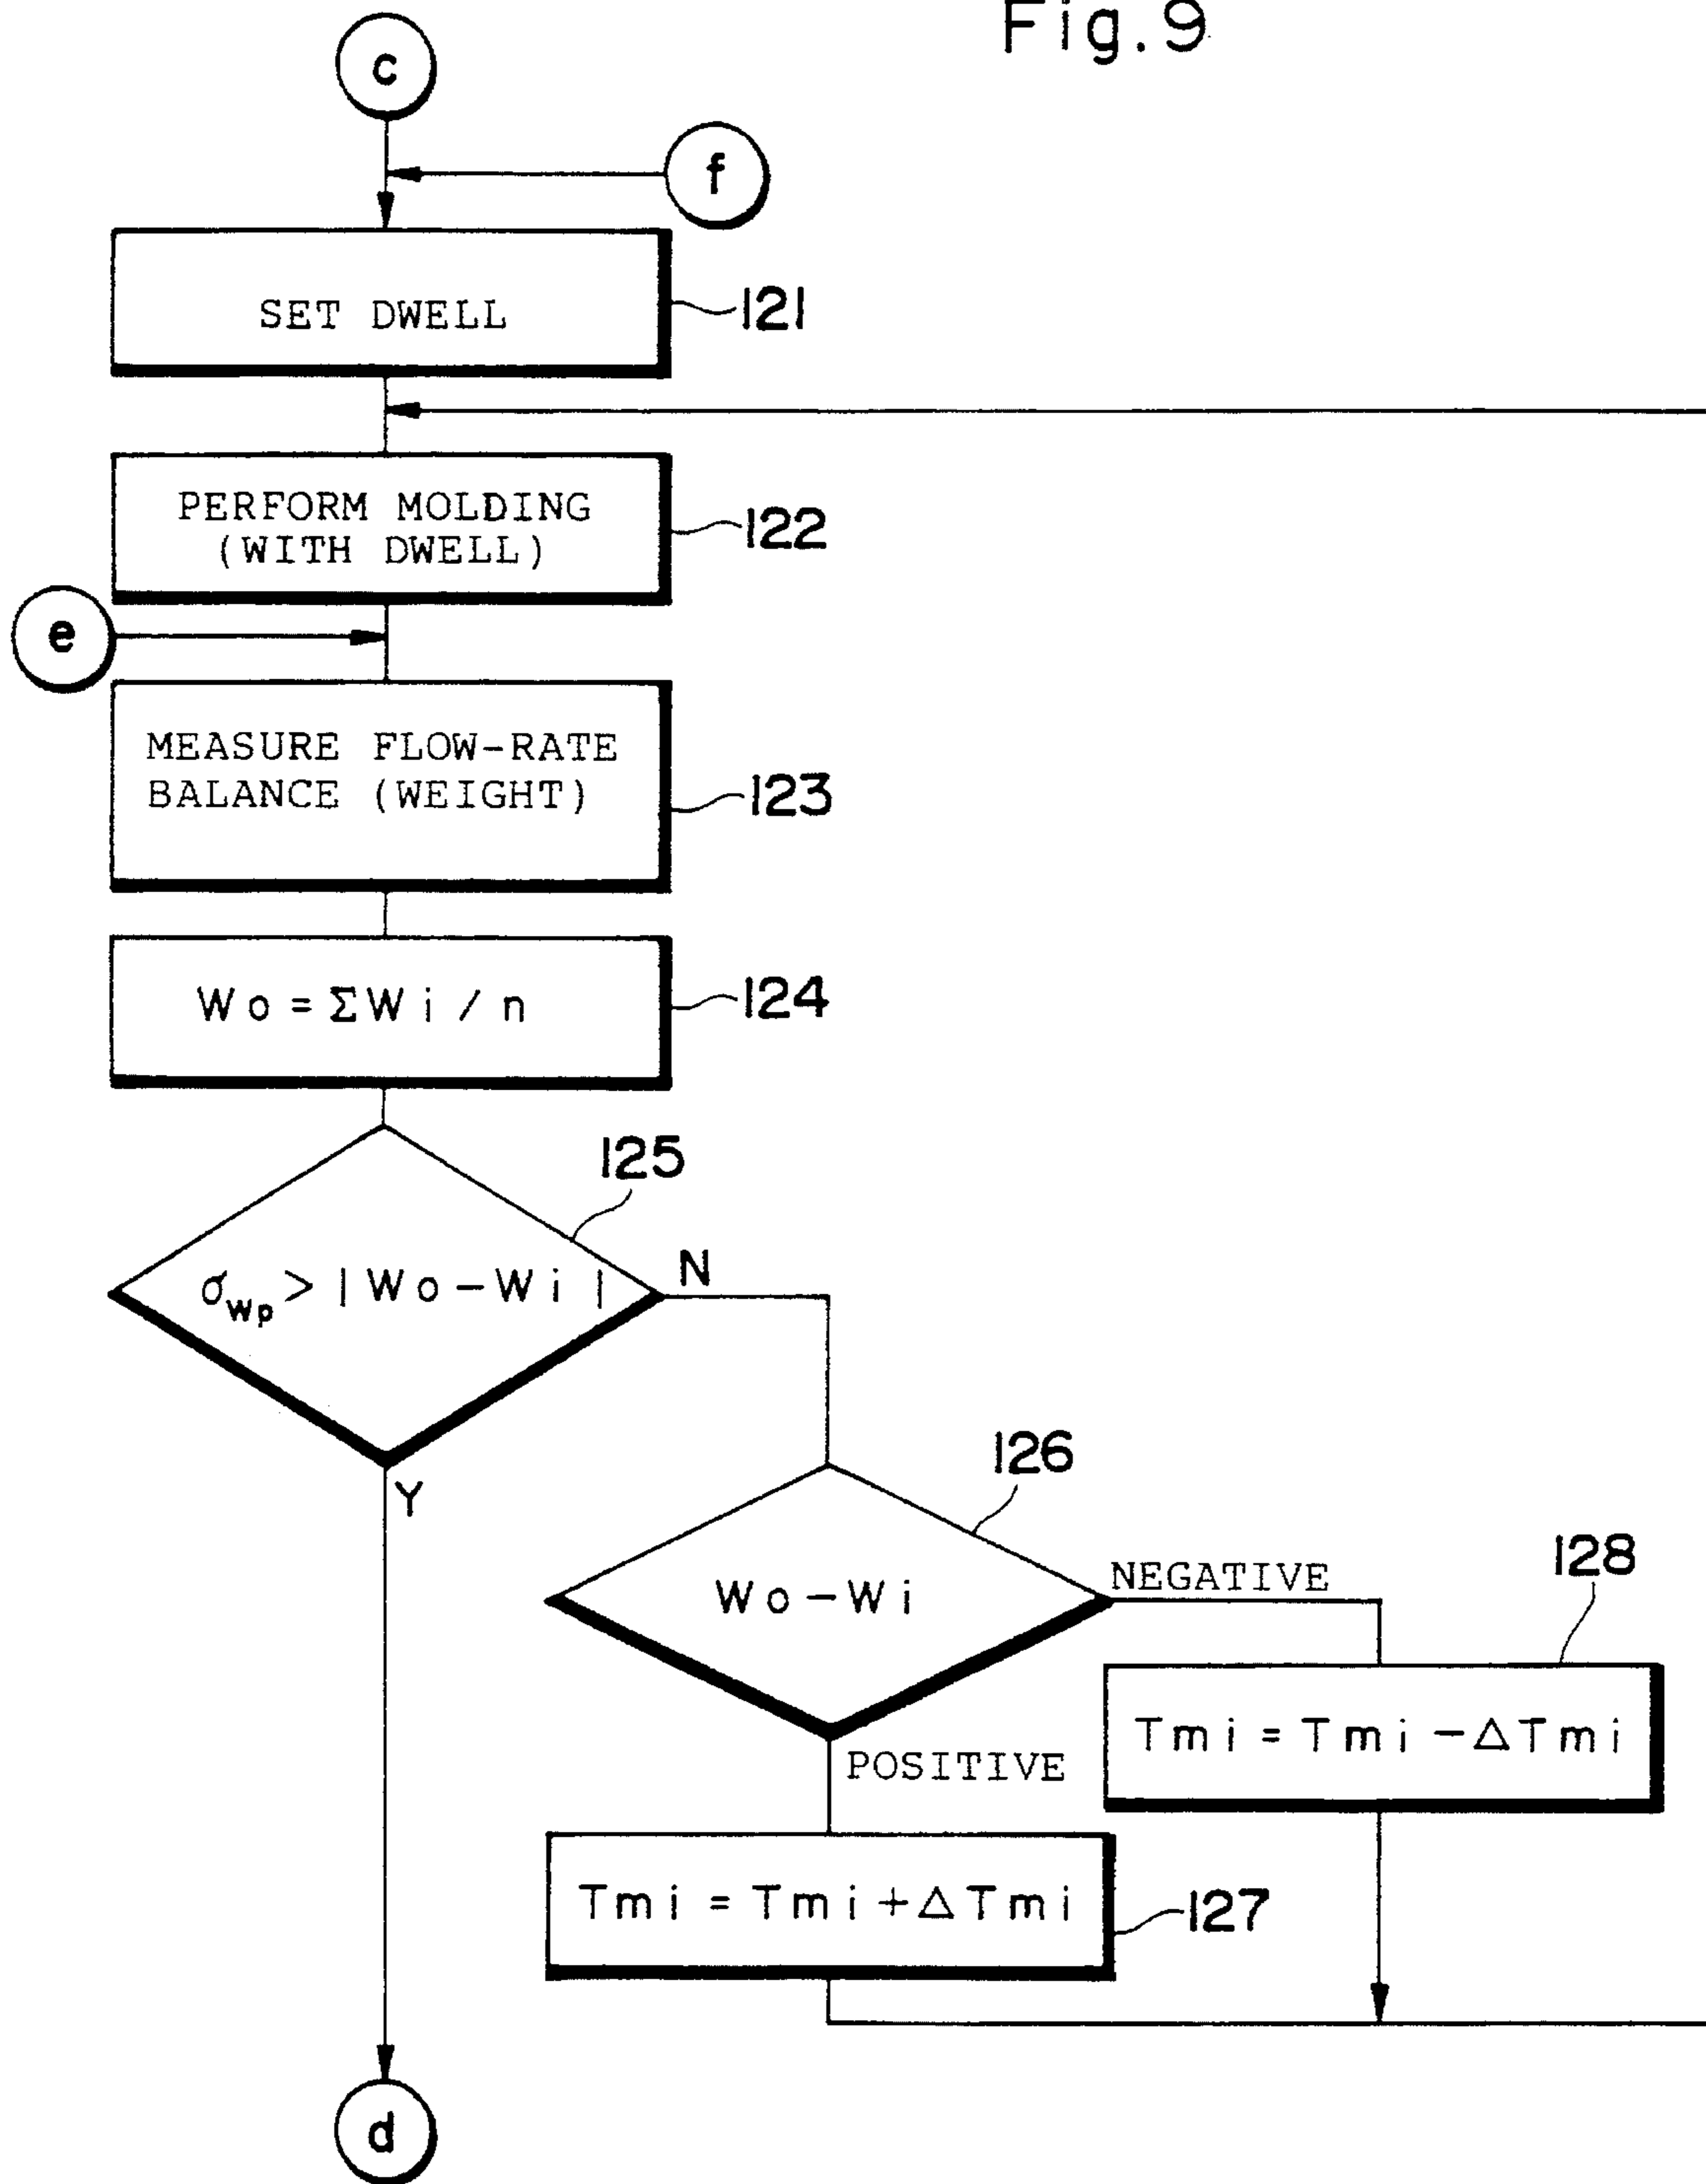 Fig.9
c
f
SET DWELL
121
PERFORM MOLDING
(WITH DWELL)
122
e
MEASURE FLOW-RATE
BALANCE (WEIGHT)
123
Wo=ΣWi/n
124
125
σWp>|Wo-Wi|
N
Y
126
Wo-Wi
NEGATIVE
128
Tmi=Tmi-ΔTmi
POSITIVE
Tmi=Tmi+ΔTmi
127
d